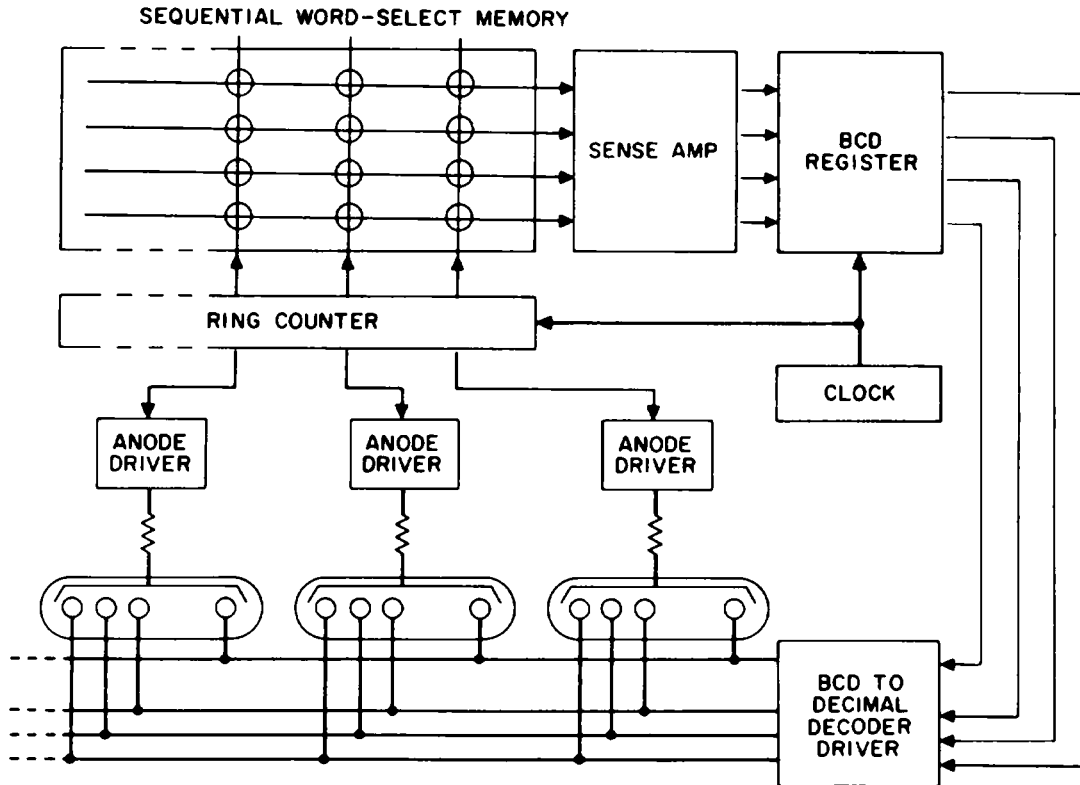 SEQUENTIAL WORD-SELECT MEMORY
SENSE AMP
BCD
REGISTER
RING COUNTER
CLOCK
ANODE
DRIVER
ANODE
DRIVER
ANODE
DRIVER
BCD TO
DECIMAL
DECODER
DRIVER